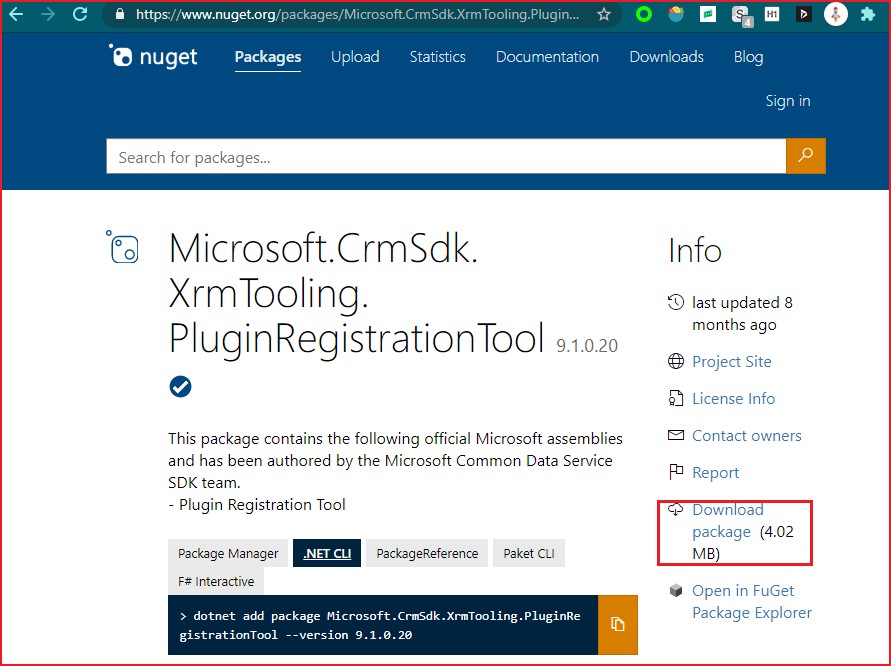 https://www.nuget.org/packages/Microsoft.CrmSdk.XrmTooling.Plugin...
S
4
H1
nuget
Packages
Upload
Statistics
Documentation
Downloads
Blog
Sign in
Search for packages...
Microsoft.CrmSdk.
XrmTooling.
PluginRegistrationTool 9.1.0.20
This package contains the following official Microsoft assemblies
and has been authored by the Microsoft Common Data Service
SDK team.
- Plugin Registration Tool
Package Manager
.NET CLI
PackageReference
Paket CLI
F# Interactive
> dotnet add package Microsoft.CrmSdk.XrmTooling.PluginRe
gistrationTool --version 9.1.0.20
Info
last updated 8
months ago
Project Site
License Info
Contact owners
Report
Download
package (4.02
MB)
Open in FuGet
Package Explorer